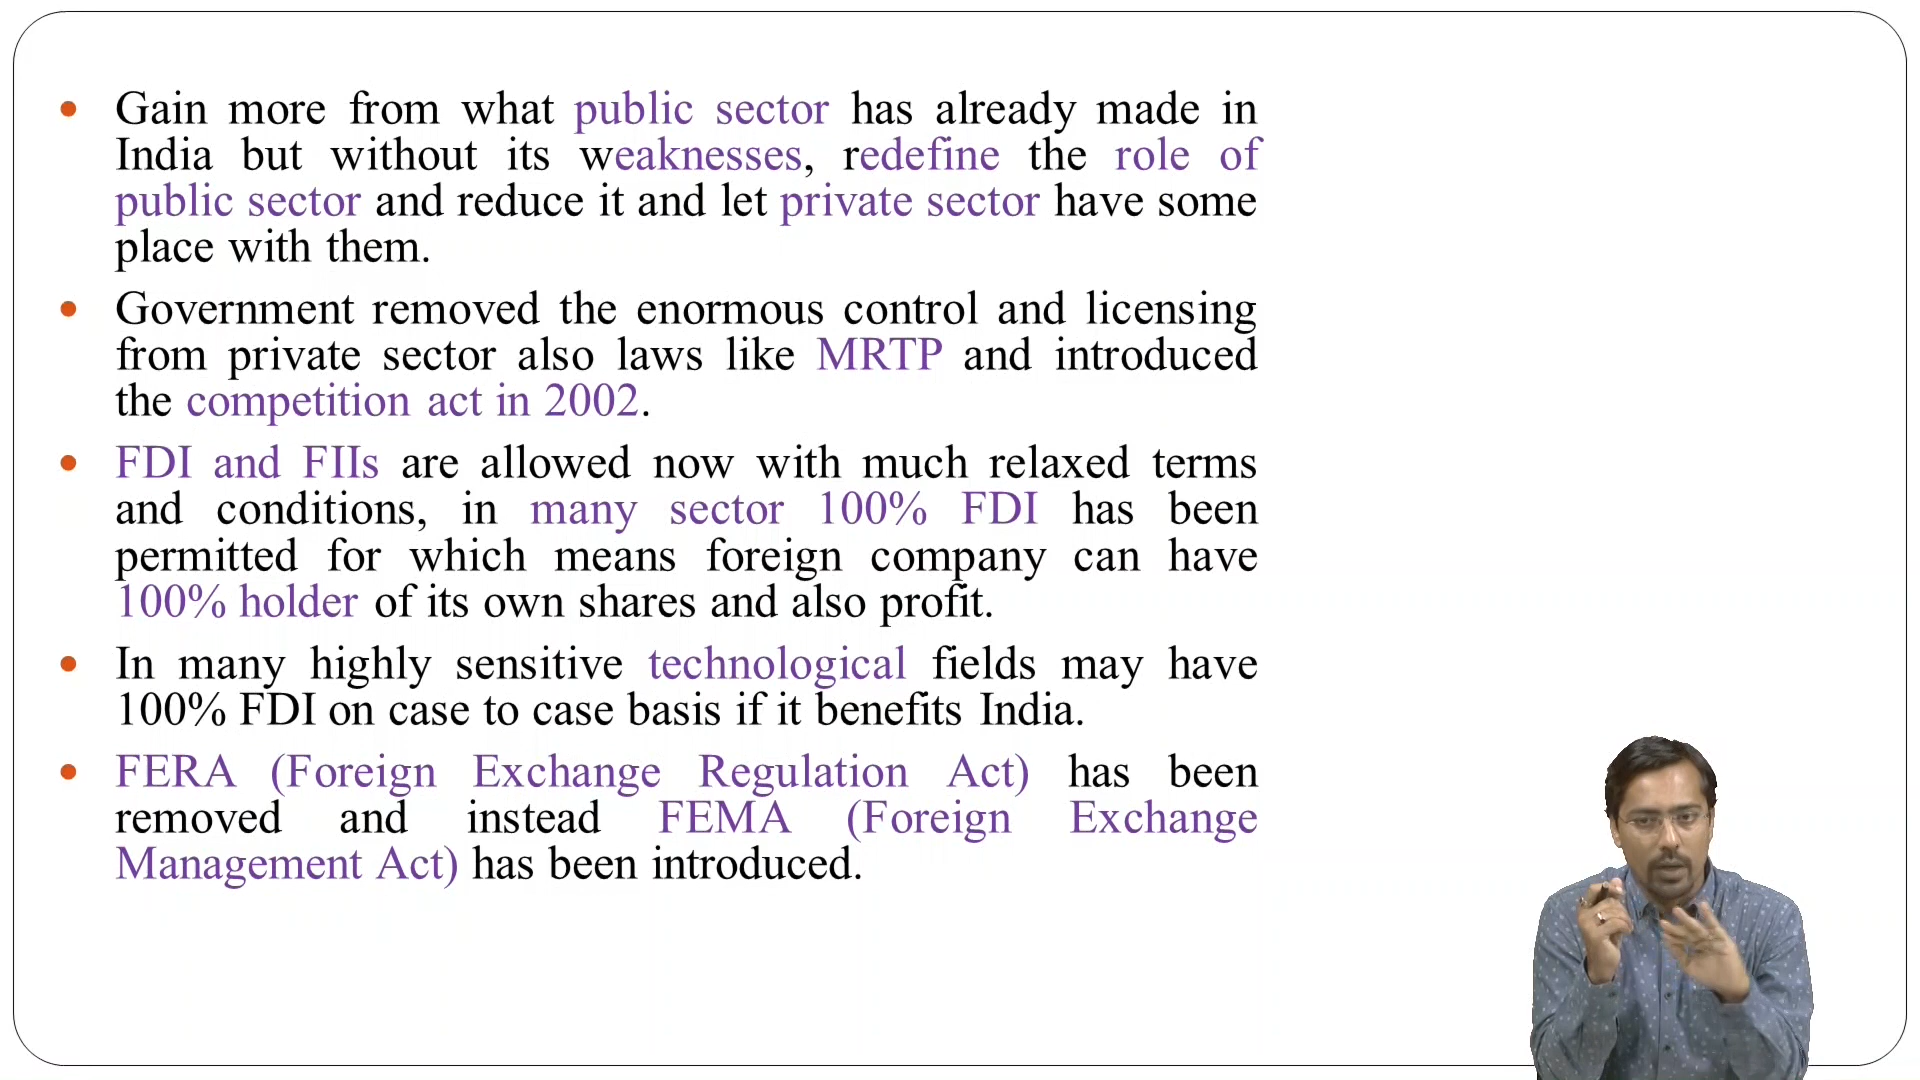 • Gain more from what public sector has already made in
India but without its weaknesses, redefine the role of
public sector and reduce it and let private sector have some
place with them.
• Government removed the enormous control and licensing
from private sector also laws like MRTP and introduced
the competition act in 2002.
• FDI and FIIs are allowed now with much relaxed terms
and conditions, in many sector 100% FDI has been
permitted for which means foreign company can have
100% holder of its own shares and also profit.
• In many highly sensitive technological fields may have
100% FDI on case to case basis if it benefits India.
• FERA (Foreign Exchange Regulation Act) has been
removed and instead FEMA (Foreign Exchange
Management Act) has been introduced.